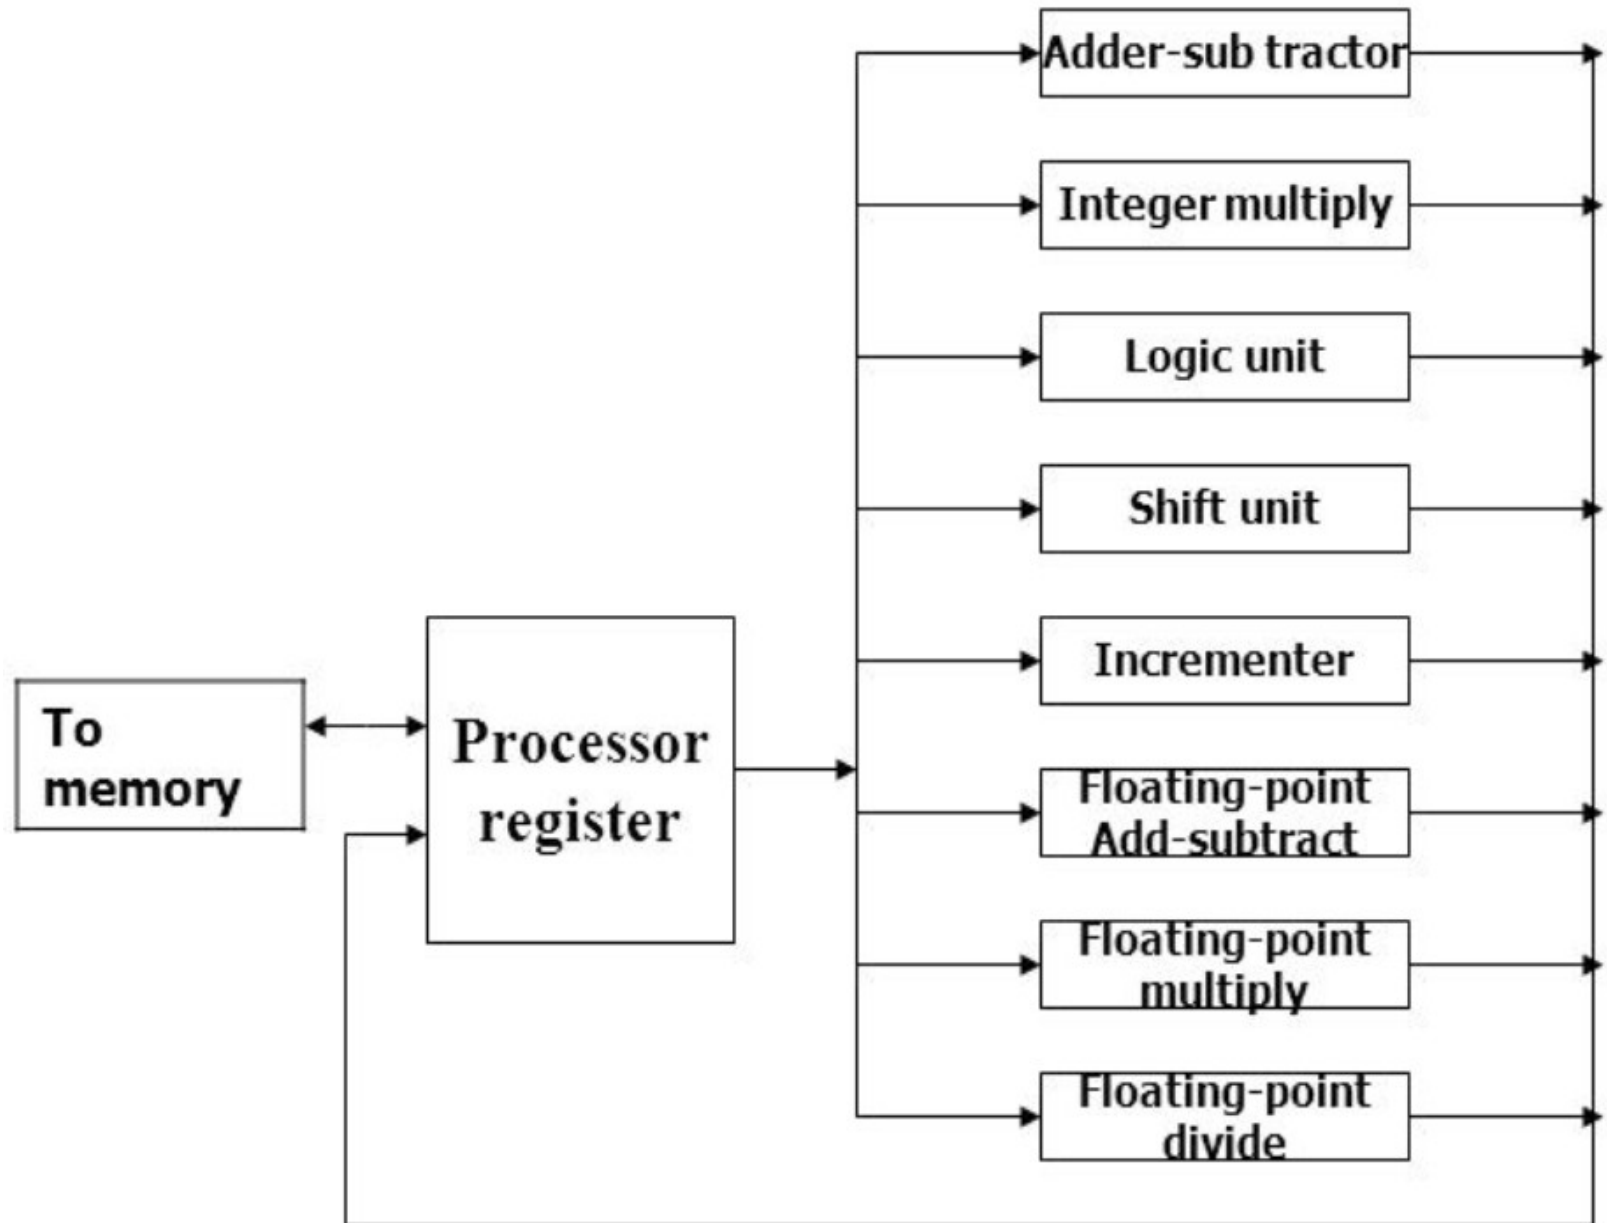 Adder-sub tractor
Integer multiply
Logic unit
Shift unit
Incrementer
To
memory
Processor
register
Floating-point
Add-subtract
Floating-point
multiply
Floating-point
divide